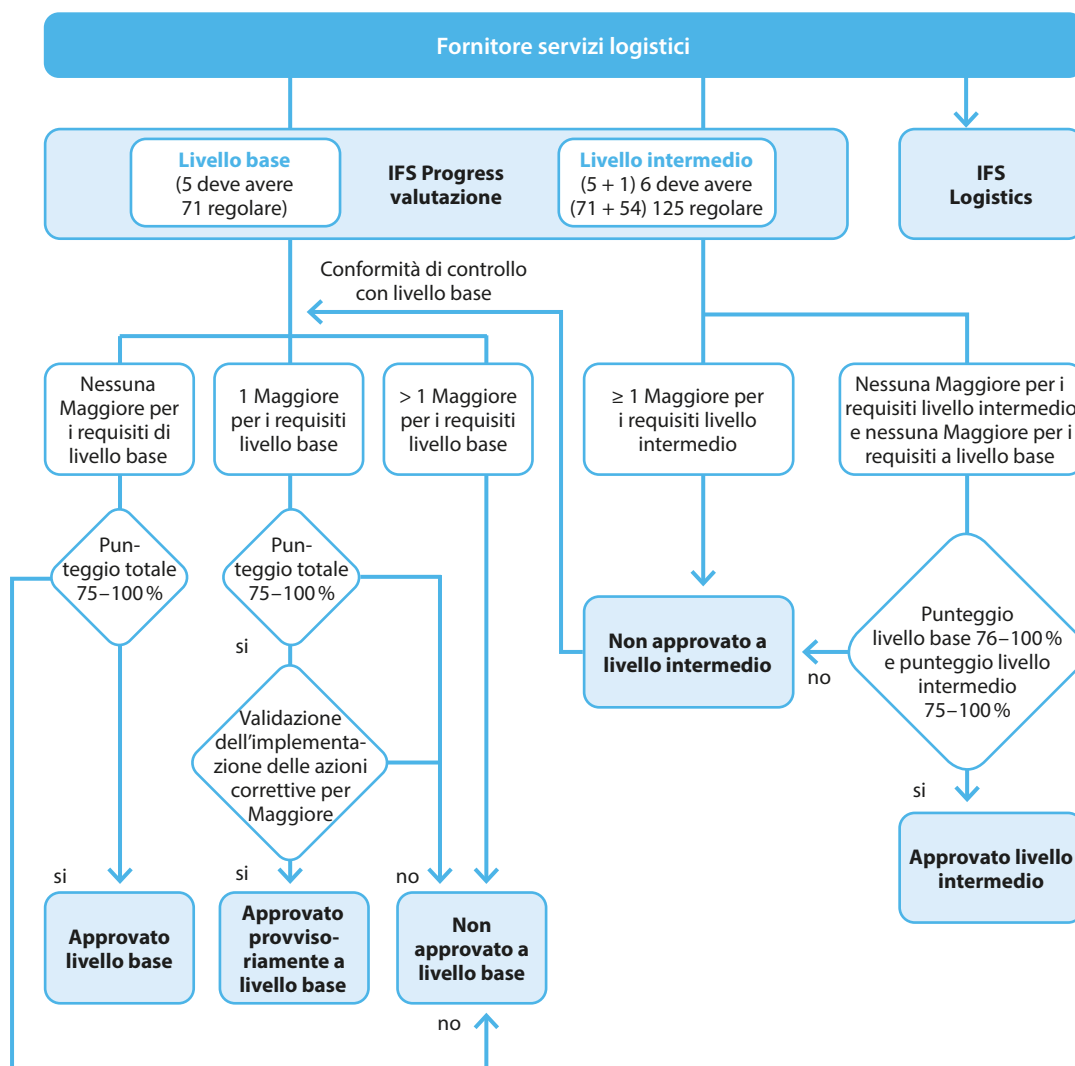 Fornitore servizi logistici
Livello base
(5 deve avere
71 regolare)
IFS Progress
valutazione
Livello intermedio
(5 + 1) 6 deve avere
(71 + 54) 125 regolare
IFS
Logistics
Conformità di controllo
con livello base
Nessuna
Maggiore per
i requisiti di
livello base
1 Maggiore
per i requisiti
livello base
> 1 Maggiore
per i requisiti
livello base
≥ 1 Maggiore per
i requisiti livello
intermedio
Nessuna Maggiore per i
requisiti livello intermedio
e nessuna Maggiore per i
requisiti a livello base
Pun-
teggio totale
75–100 %
Pun-
teggio totale
75–100 %
si
Non approvato a
livello intermedio
no
Punteggio
livello base 76–100 %
e punteggio livello
intermedio
75–100 %
Validazione
dell’implementa-
zione delle azioni
correttive per
Maggiore
si
si
si
no
Approvato livello
intermedio
Approvato
livello base
Approvato
provviso-
riamente a
livello base
Non
approvato a
livello base
no